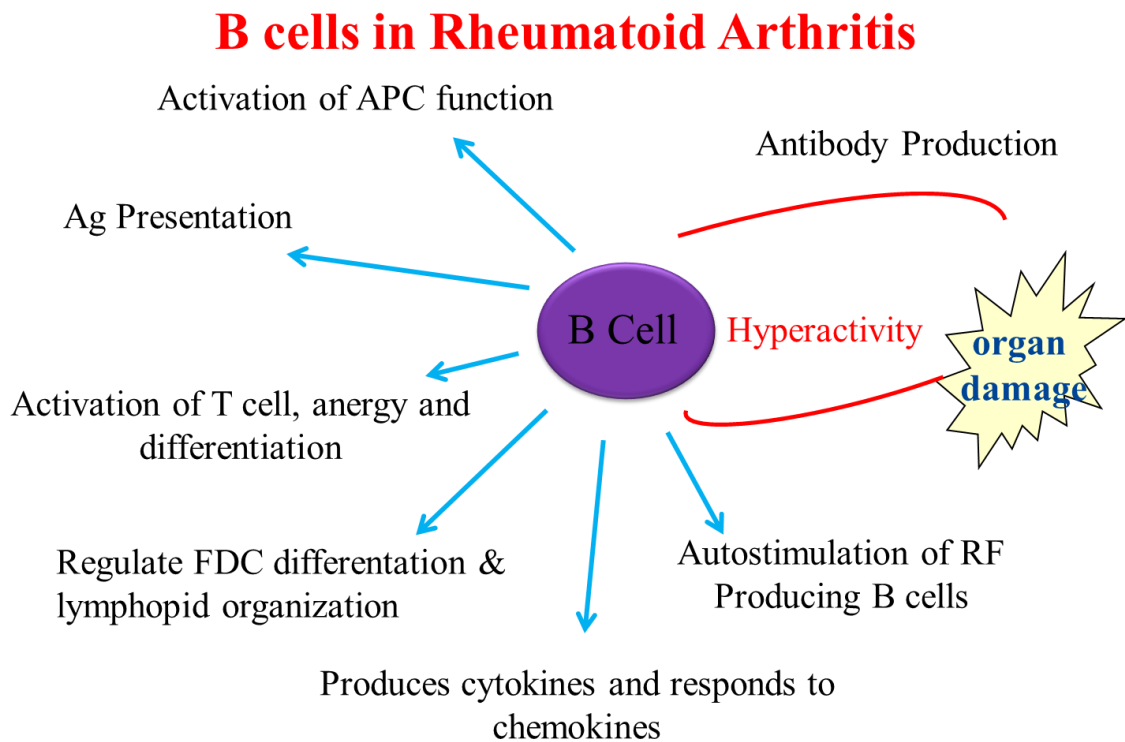 B cells in Rheumatoid Arthritis
Activation of APC function
Antibody Production
Ag Presentation
B Cell
Hyperactivity
organ
damage
Activation of T cell, anergy and
differentiation
Regulate FDC differentation &
lymphopid organization
Autostimulation of RF
Producing B cells
Produces cytokines and responds to
chemokines